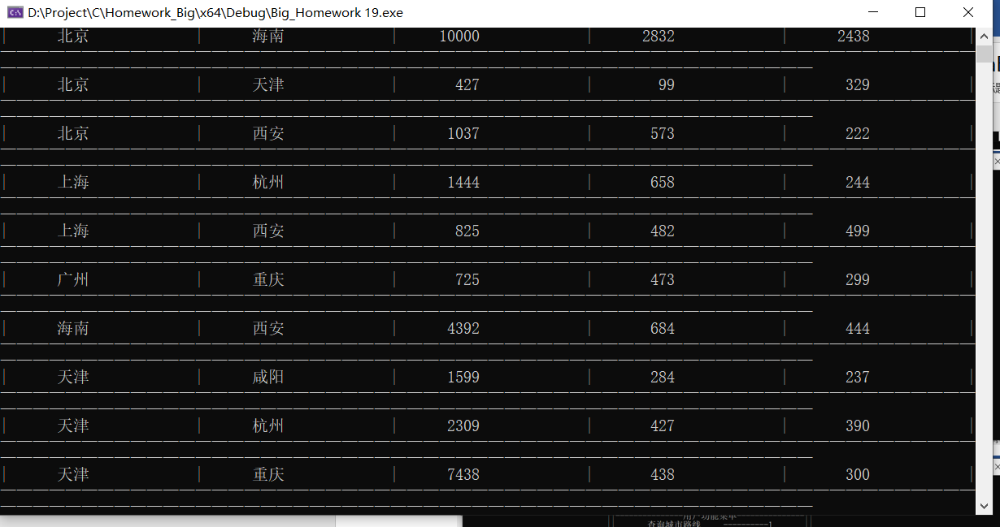 D:\Project\C\Homework_Big\x64\Debug\Big_Homework 19.exe
| 北京 | 海南 | 10000 | 2832 | 2438 |
| 北京 | 天津 | 427 | 99 | 329 |
| 北京 | 西安 | 1037 | 573 | 222 |
| 上海 | 杭州 | 1444 | 658 | 244 |
| 上海 | 西安 | 825 | 482 | 499 |
| 广州 | 重庆 | 725 | 473 | 299 |
| 海南 | 西安 | 4392 | 684 | 444 |
| 天津 | 咸阳 | 1599 | 284 | 237 |
| 天津 | 杭州 | 2309 | 427 | 390 |
| 天津 | 重庆 | 7438 | 438 | 300 |
---------------用户功能菜单---------------
查询城市路线 ----------1